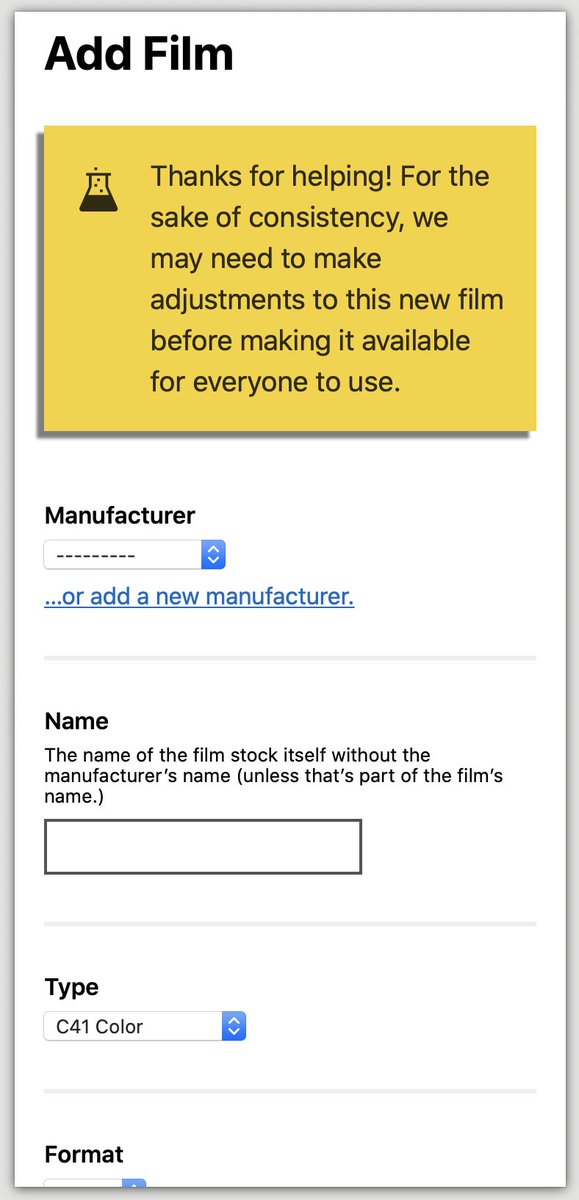 Add Film
Thanks for helping! For the
sake of consistency, we
may need to make
adjustments to this new film
before making it available
for everyone to use.
Manufacturer
---------
...or add a new manufacturer.
Name
The name of the film stock itself without the
manufacturer’s name (unless that’s part of the film’s
name.)
Type
C41 Color
Format